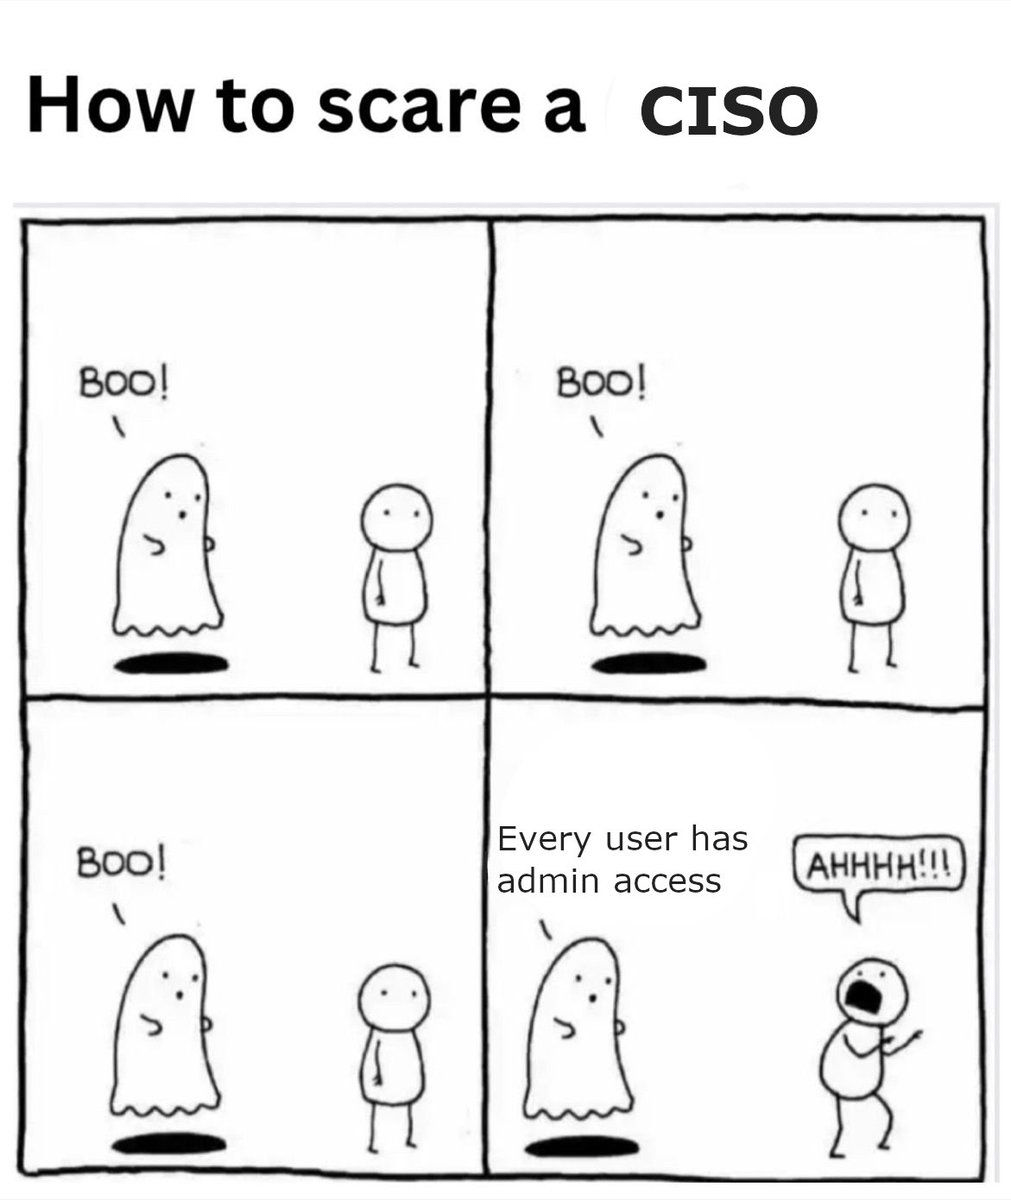 How to scare a CISO
BOO!
BOO!
BOO!
Every user has
admin access
AHHHH!!!